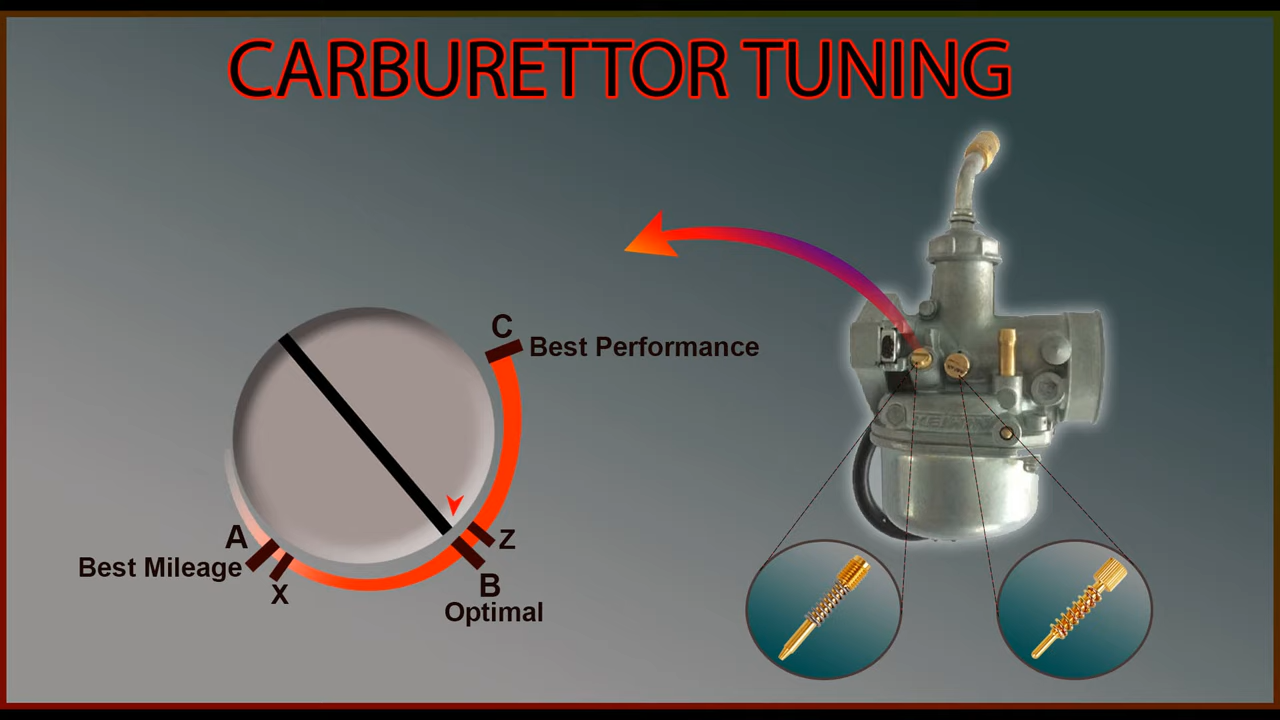 CARBURETTOR TUNING
C
Best Performance
A
Best Mileage
X
Z
B
Optimal